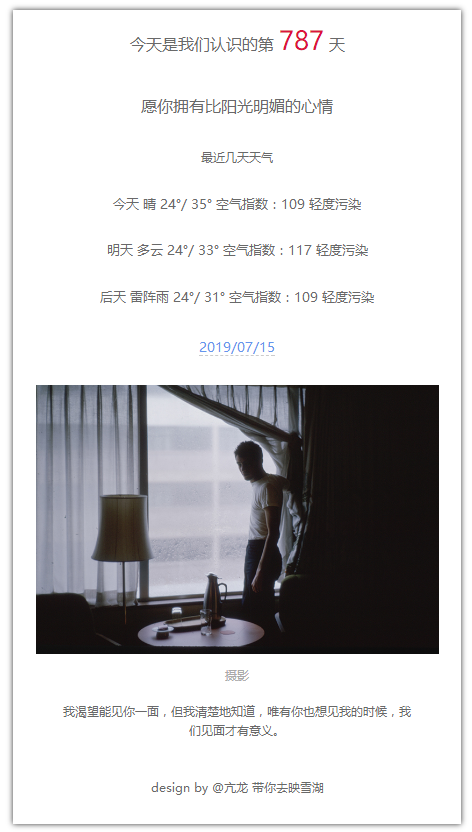 今天是我们认识的第 787 天
愿你拥有比阳光明媚的心情
最近几天天气
今天 晴 24°/ 35° 空气指数：109 轻度污染
明天 多云 24°/ 33° 空气指数：117 轻度污染
后天 雷阵雨 24°/ 31° 空气指数：109 轻度污染
2019/07/15
摄影
我渴望能见你一面，但我清楚地知道，唯有你也想见我的时候，我
们见面才有意义。
design by @亢龙 带你去映雪湖